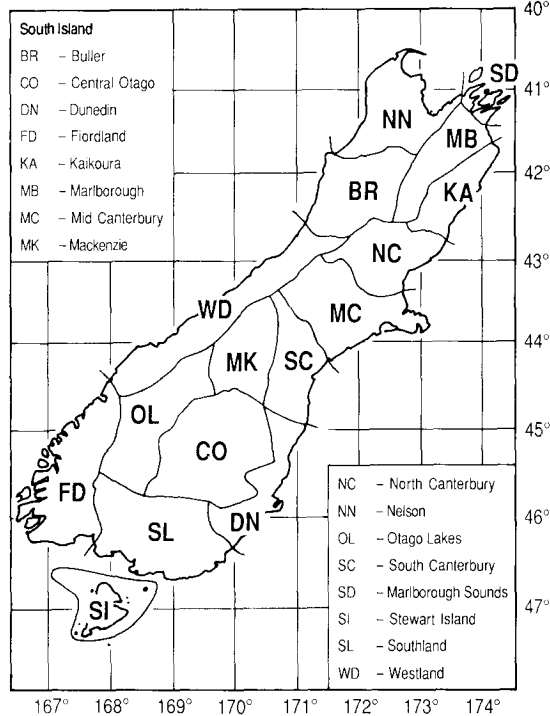 South Island
BR – Buller
CO – Central Otago
DN – Dunedin
FD – Fiordland
KA – Kaikoura
MB – Marlborough
MC – Mid Canterbury
MK – Mackenzie
40°
SD
41°
NN
MB
42°
BR
KA
NC
43°
WD
MC
MK
SC
44°
OL
45°
CO
NC – North Canterbury
NN – Nelson
OL – Otago Lakes
SC – South Canterbury
SD – Marlborough Sounds
SI – Stewart Island
SL – Southland
WD – Westland
FD
46°
SL
DN
SI
47°
167° 168° 169° 170° 171° 172° 173° 174°